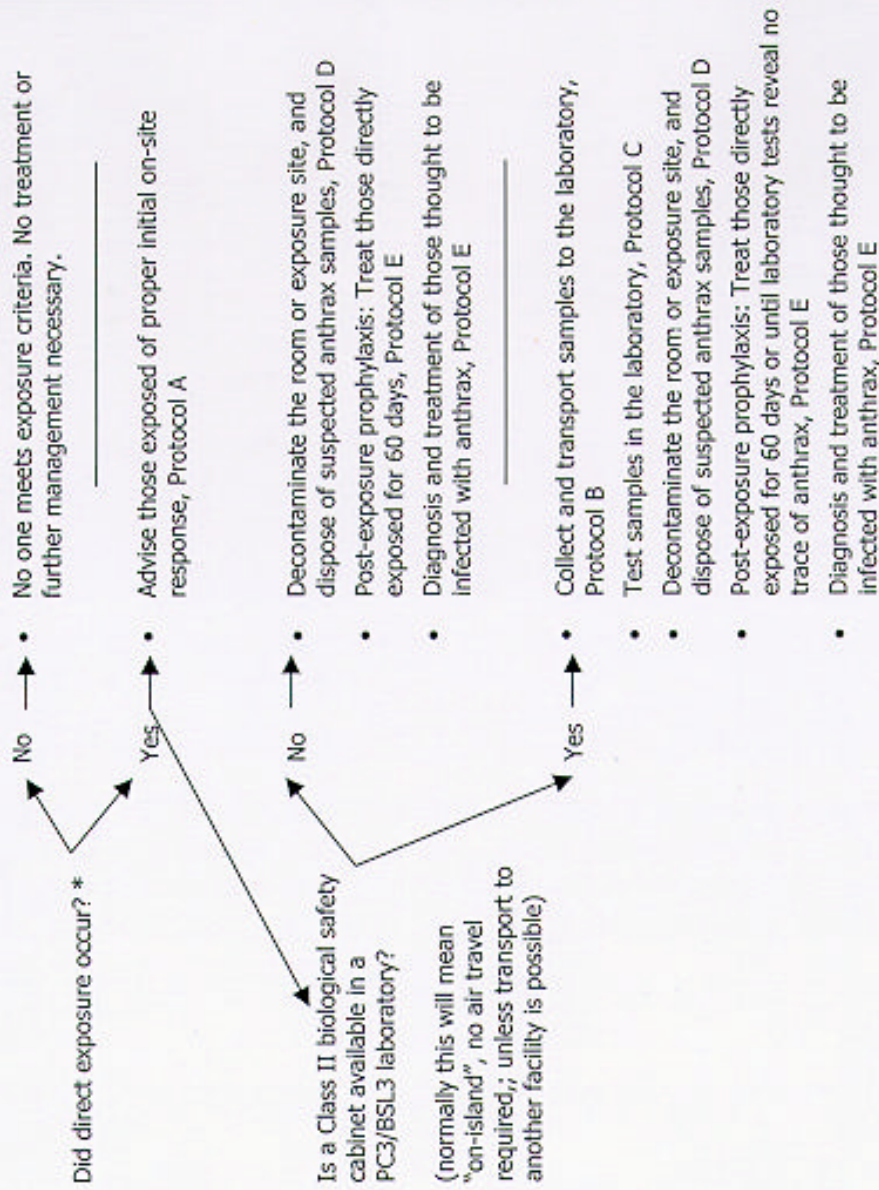 Did direct exposure occur? *
No
• No one meets exposure criteria. No treatment or
further management necessary.
Yes
• Advise those exposed of proper initial on-site
response, Protocol A
Is a Class II biological safety
cabinet available in a
PC3/BSL3 laboratory?
(normally this will mean
"on-island", no air travel
required,; unless transport to
another facility is possible)
No
• Decontaminate the room or exposure site, and
dispose of suspected anthrax samples, Protocol D
• Post-exposure prophylaxis: Treat those directly
exposed for 60 days, Protocol E
• Diagnosis and treatment of those thought to be
infected with anthrax, Protocol E
Yes
• Collect and transport samples to the laboratory,
Protocol B
• Test samples in the laboratory, Protocol C
• Decontaminate the room or exposure site, and
dispose of suspected anthrax samples, Protocol D
• Post-exposure prophylaxis: Treat those directly
exposed for 60 days or until laboratory tests reveal no
trace of anthrax, Protocol E
• Diagnosis and treatment of those thought to be
infected with anthrax, Protocol E